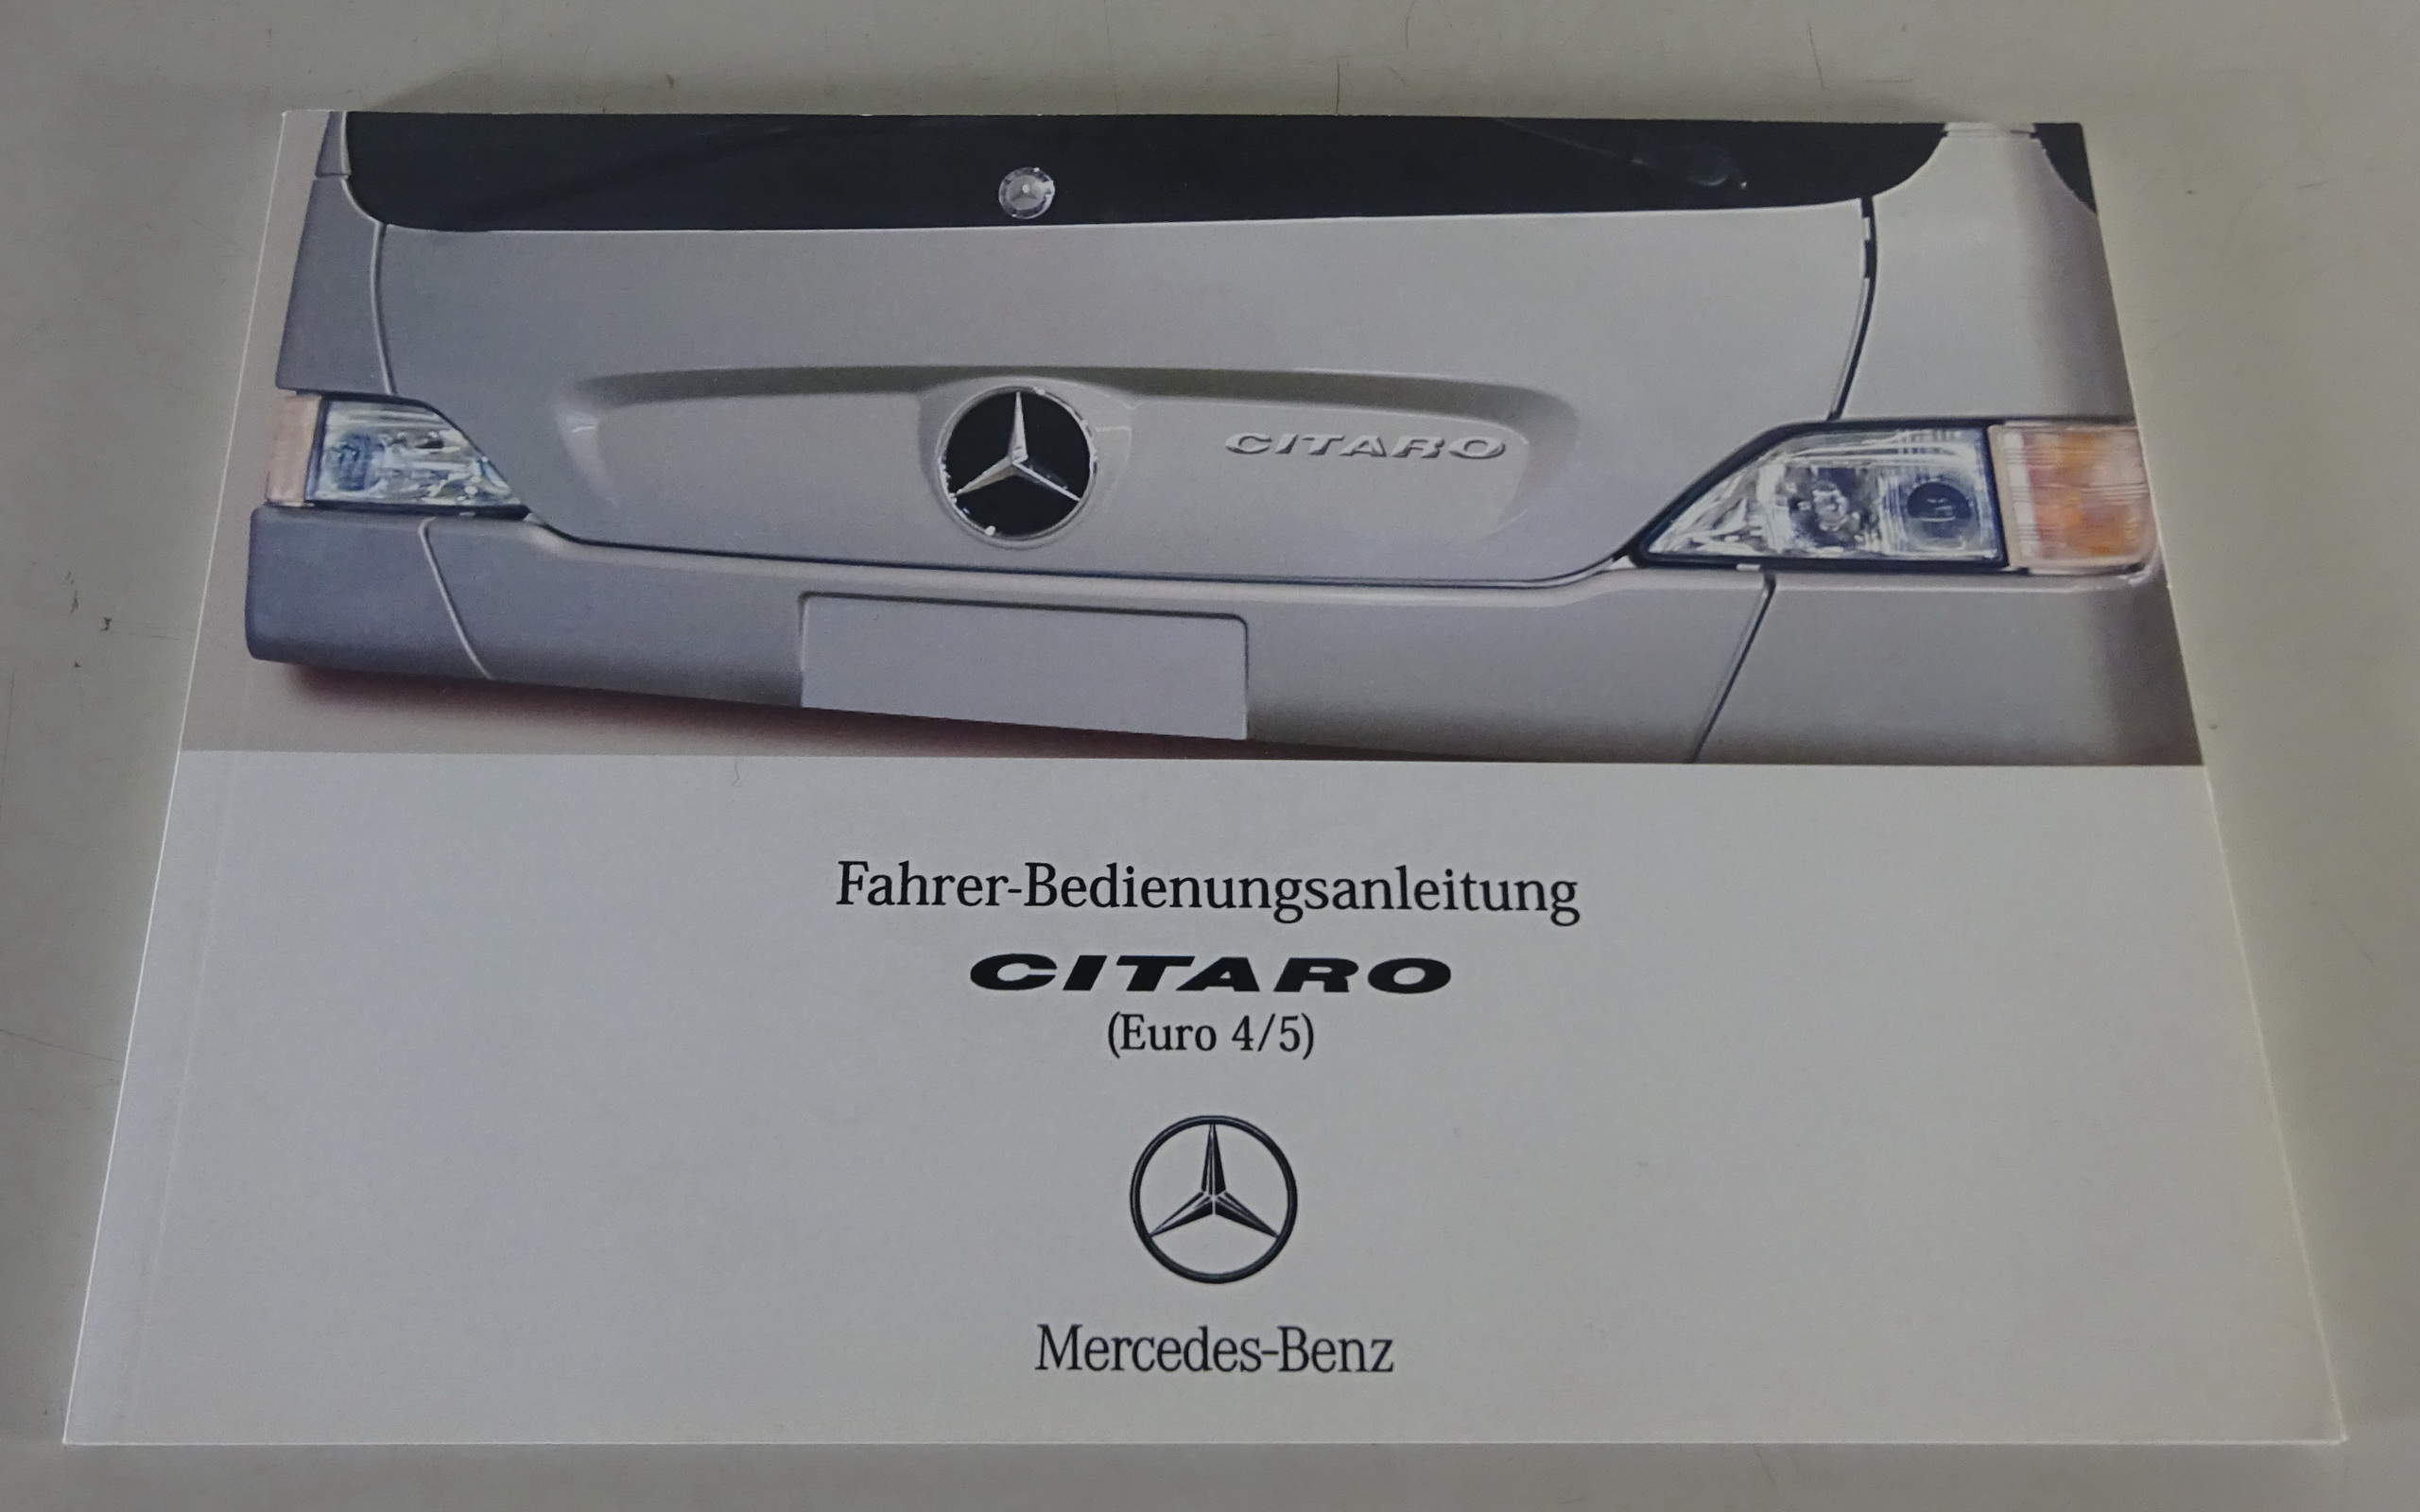 CITARO
Fahrer-Bedienungsanleitung
CITARO
(Euro 4/5)
Mercedes-Benz